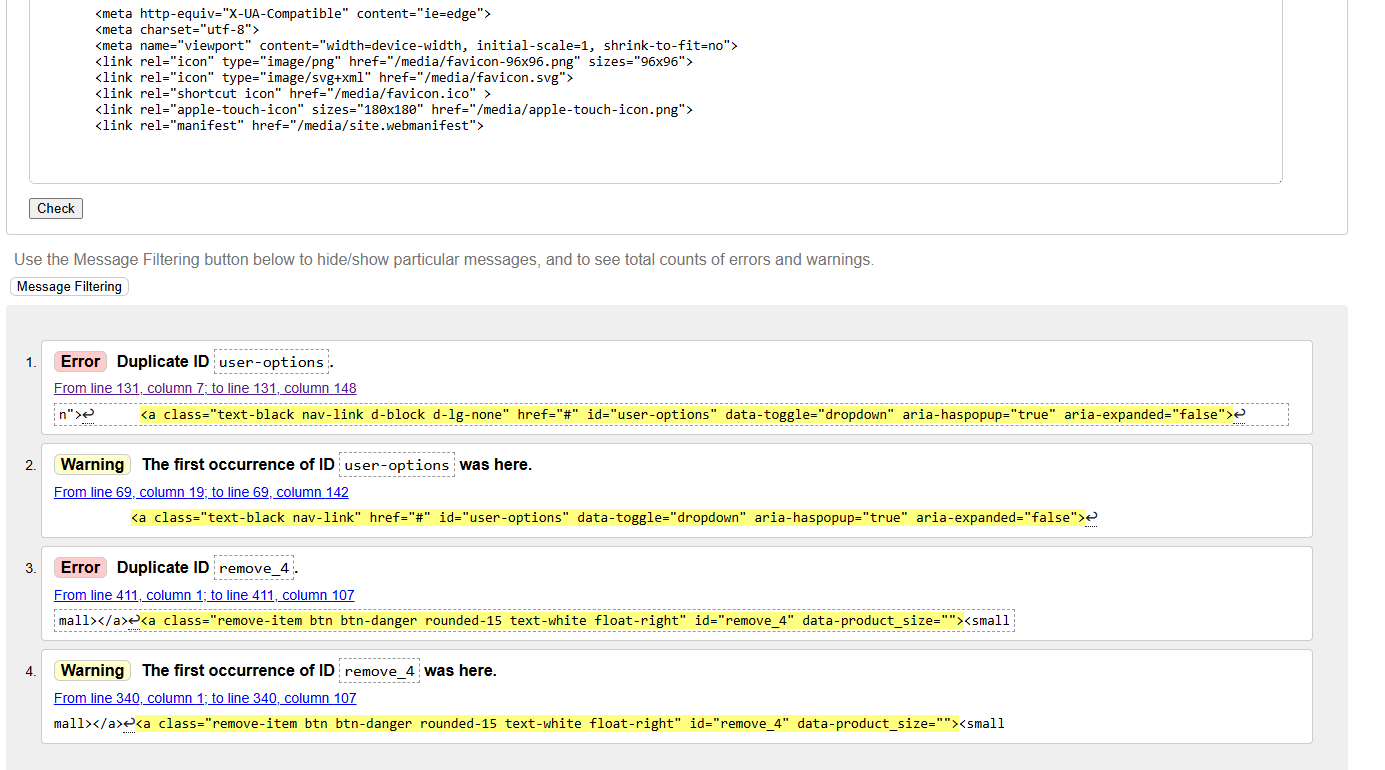 <meta http-equiv="X-UA-Compatible" content="ie=edge">
<meta charset="utf-8">
<meta name="viewport" content="width=device-width, initial-scale=1, shrink-to-fit=no">
<link rel="icon" type="image/png" href="/media/favicon-96x96.png" sizes="96x96">
<link rel="icon" type="image/svg+xml" href="/media/favicon.svg">
<link rel="shortcut icon" href="/media/favicon.ico" >
<link rel="apple-touch-icon" sizes="180x180" href="/media/apple-touch-icon.png">
<link rel="manifest" href="/media/site.webmanifest">
Check
Use the Message Filtering button below to hide/show particular messages, and to see total counts of errors and warnings.
Message Filtering
1. Error Duplicate ID user-options.
From line 131, column 7; to line 131, column 148
n">↩ <a class="text-black nav-link d-block d-lg-none" href="#" id="user-options" data-toggle="dropdown" aria-haspopup="true" aria-expanded="false">↩
2. Warning The first occurrence of ID user-options was here.
From line 69, column 19; to line 69, column 142
<a class="text-black nav-link" href="#" id="user-options" data-toggle="dropdown" aria-haspopup="true" aria-expanded="false">↩
3. Error Duplicate ID remove_4.
From line 411, column 1; to line 411, column 107
mall></a>↩<a class="remove-item btn btn-danger rounded-15 text-white float-right" id="remove_4" data-product_size=""><small
4. Warning The first occurrence of ID remove_4 was here.
From line 340, column 1; to line 340, column 107
mall></a>↩<a class="remove-item btn btn-danger rounded-15 text-white float-right" id="remove_4" data-product_size=""><small